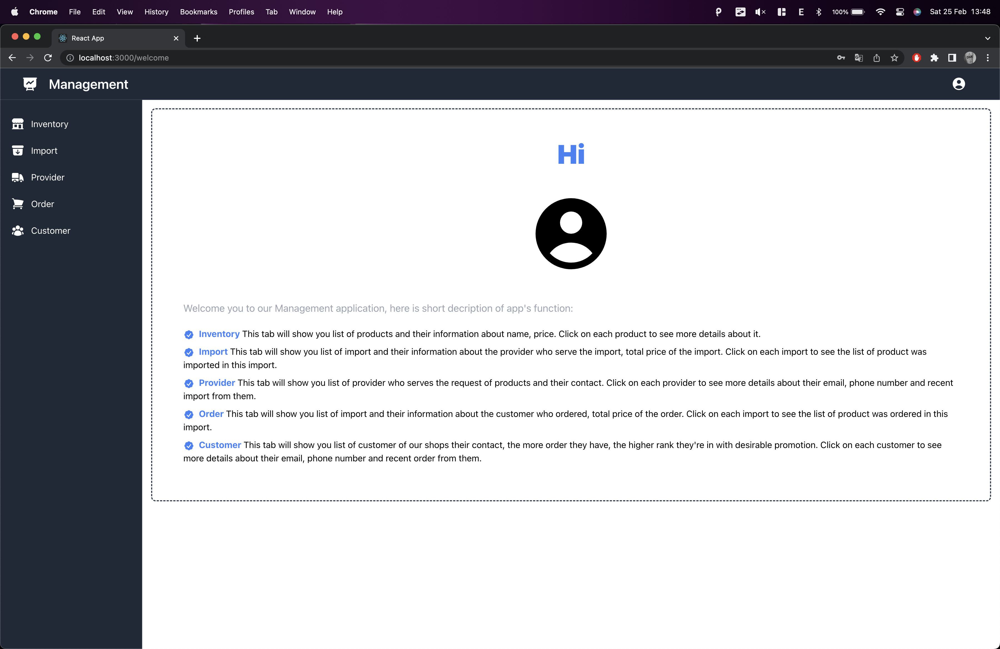 Chrome File Edit View History Bookmarks Profiles Tab Window Help E 100% Sat 25 Feb 13:48
React App
localhost:3000/welcome
DAK
Management
Inventory
Import
Provider
Order
Customer
Hi
Welcome you to our Management application, here is short decription of app's function:
Inventory This tab will show you list of products and their information about name, price. Click on each product to see more details about it.
Import This tab will show you list of import and their information about the provider who serve the import, total price of the import. Click on each import to see the list of product was
imported in this import.
Provider This tab will show you list of provider who serves the request of products and their contact. Click on each provider to see more details about their email, phone number and recent
import from them.
Order This tab will show you list of import and their information about the customer who ordered, total price of the order. Click on each import to see the list of product was ordered in this
import.
Customer This tab will show you list of customer of our shops their contact, the more order they have, the higher rank they're in with desirable promotion. Click on each customer to see
more details about their email, phone number and recent order from them.